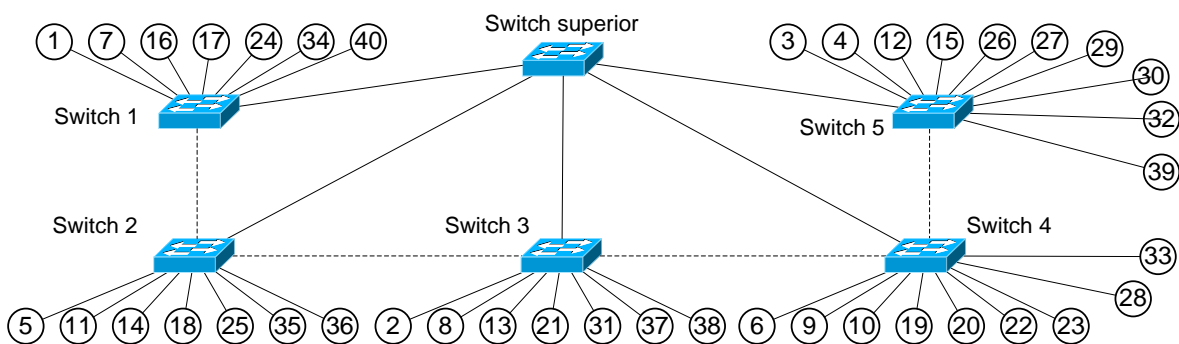 Switch superior
1 7 16 17 24 34 40
3 4 12 15 26 27 29
30
Switch 1
Switch 5
32
39
Switch 2
Switch 3
Switch 4
33
28
5 11 14 18 25 35 36
2 8 13 21 31 37 38
6 9 10 19 20 22 23